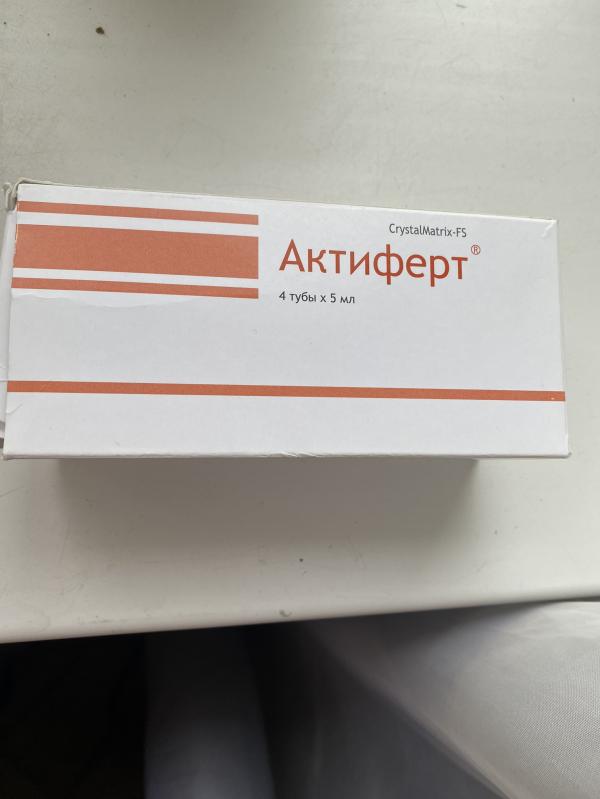 CrystalMatrix-FS
Актиферт®
4 тубы х 5 мл